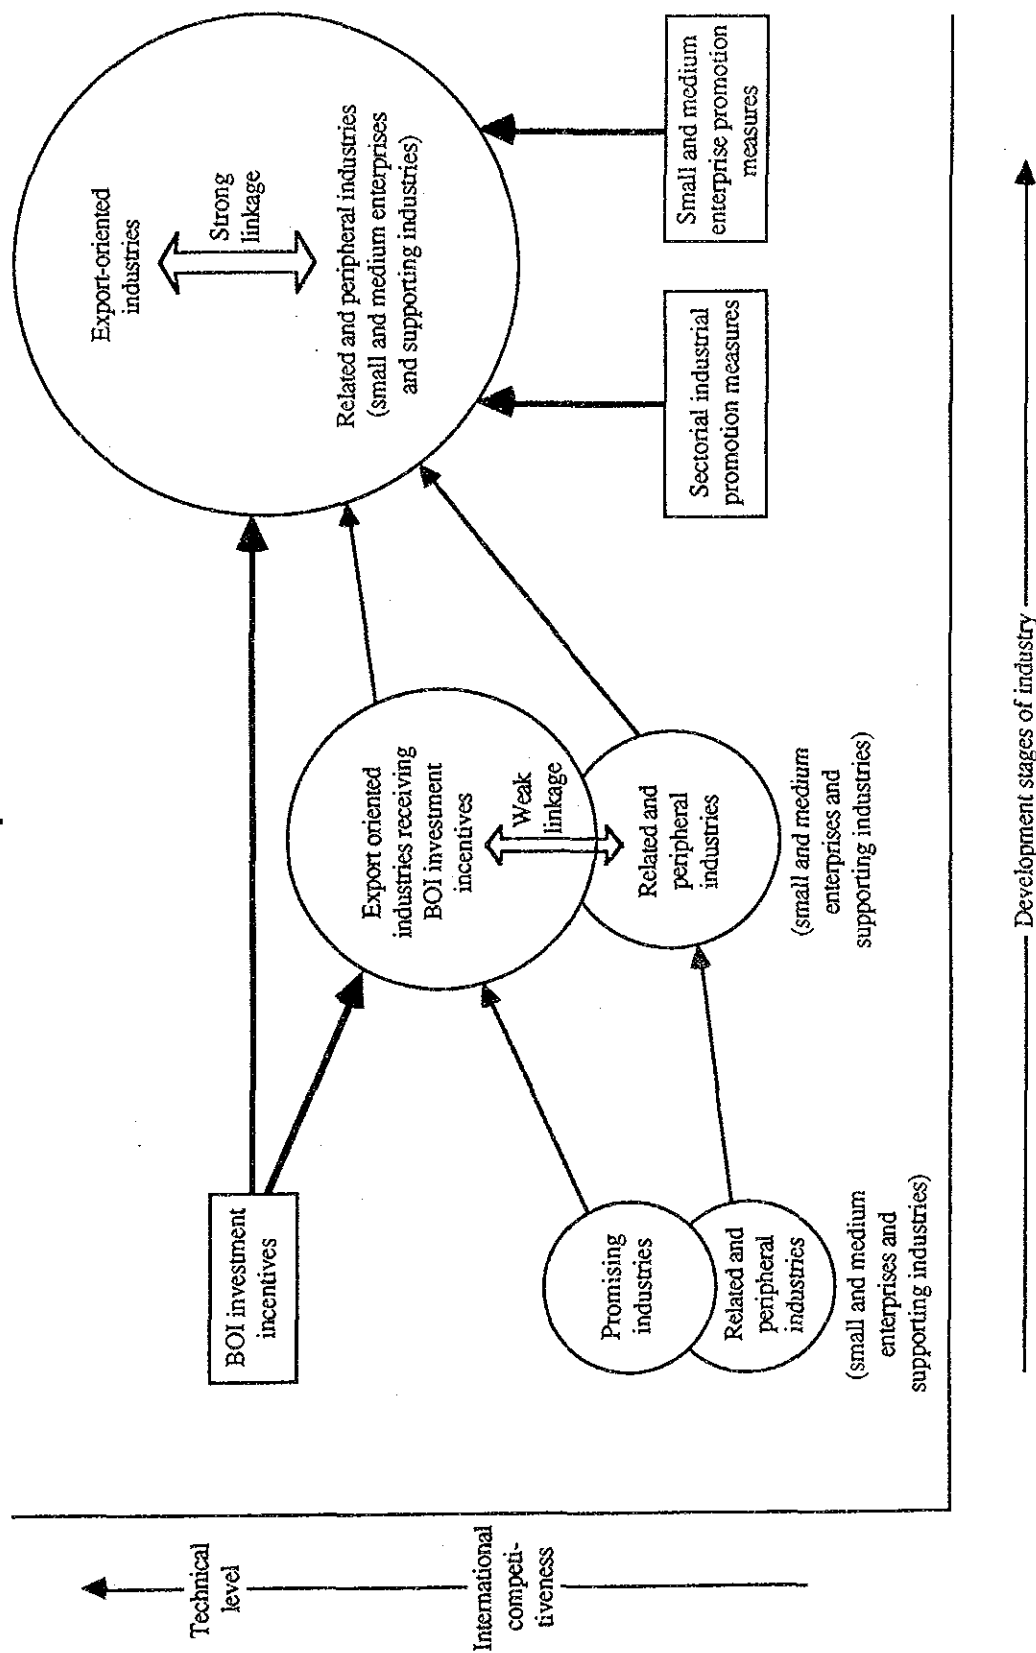 Technical
level
International
competi-
tiveness
BOI investment
incentives
Promising
industries
Related and
peripheral
industries
(small and medium
enterprises and
supporting industries)
Export oriented
industries receiving
BOI investment
incentives
Weak
linkage
Related and
peripheral
industries
(small and medium
enterprises and
supporting industries)
Export-oriented
industries
Strong
linkage
Related and peripheral industries
(small and medium enterprises
and supporting industries)
Sectorial industrial
promotion measures
Small and medium
enterprise promotion
measures
Development stages of industry